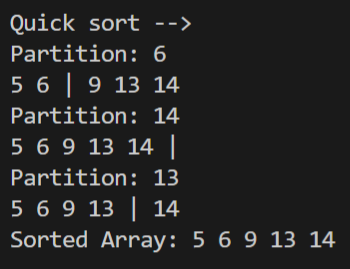 Quick sort -->
Partition: 6
5 6 | 9 13 14
Partition: 14
5 6 9 13 14 |
Partition: 13
5 6 9 13 | 14
Sorted Array: 5 6 9 13 14